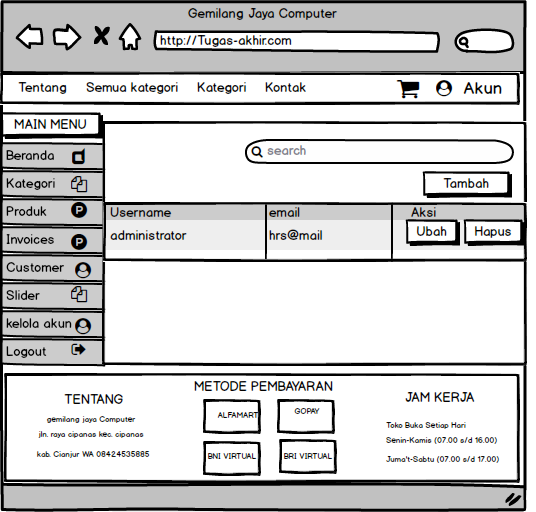 Gemilang Jaya Computer
http://Tugas-akhir.com
Tentang Semua kategori Kategori Kontak Akun
MAIN MENU
Beranda
Kategori
Produk
Invoices
Customer
Slider
kelola akun
Logout
search
Tambah
Username email Aksi
administrator hrs@mail Ubah Hapus
TENTANG
gemilang jaya Computer
jln. raya cipanas kec. cipanas
kab. Cianjur WA 08424535885
METODE PEMBAYARAN
ALFAMART GOPAY
BNI VIRTUAL BRI VIRTUAL
JAM KERJA
Toko Buka Setiap Hari
Senin-Kamis (07.00 s/d 16.00)
Juma't-Sabtu (07.00 s/d 17.00)